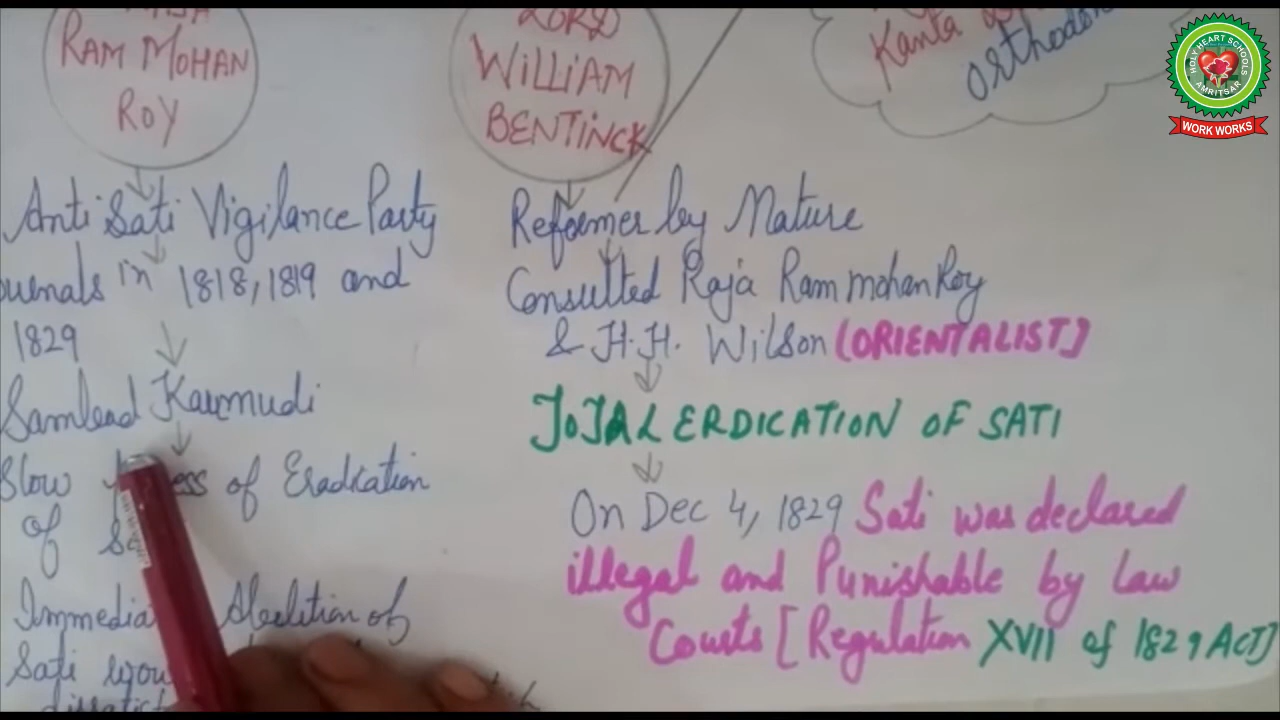 RAM MOHAN
ROY
Anti Sati Vigilance Party
in 1818, 1819 and
1829
Kaumudi
Slow of Eradication
of
Abolition of
Sati
LORD
WILLIAM
BENTINCK
Reformer by Nature
Consulted Raja Rammohan Roy
& H.H. Wilson (ORIENTALIST)
TOTAL ERDICATION OF SATI
On Dec 4, 1829 Sati was declared
illegal and Punishable by Law
Courts [Regulation XVII of 1829 ACT]
Kanta
Orthodox
HOLY HEART SCHOOLS
AMRITSAR
WORK WORKS